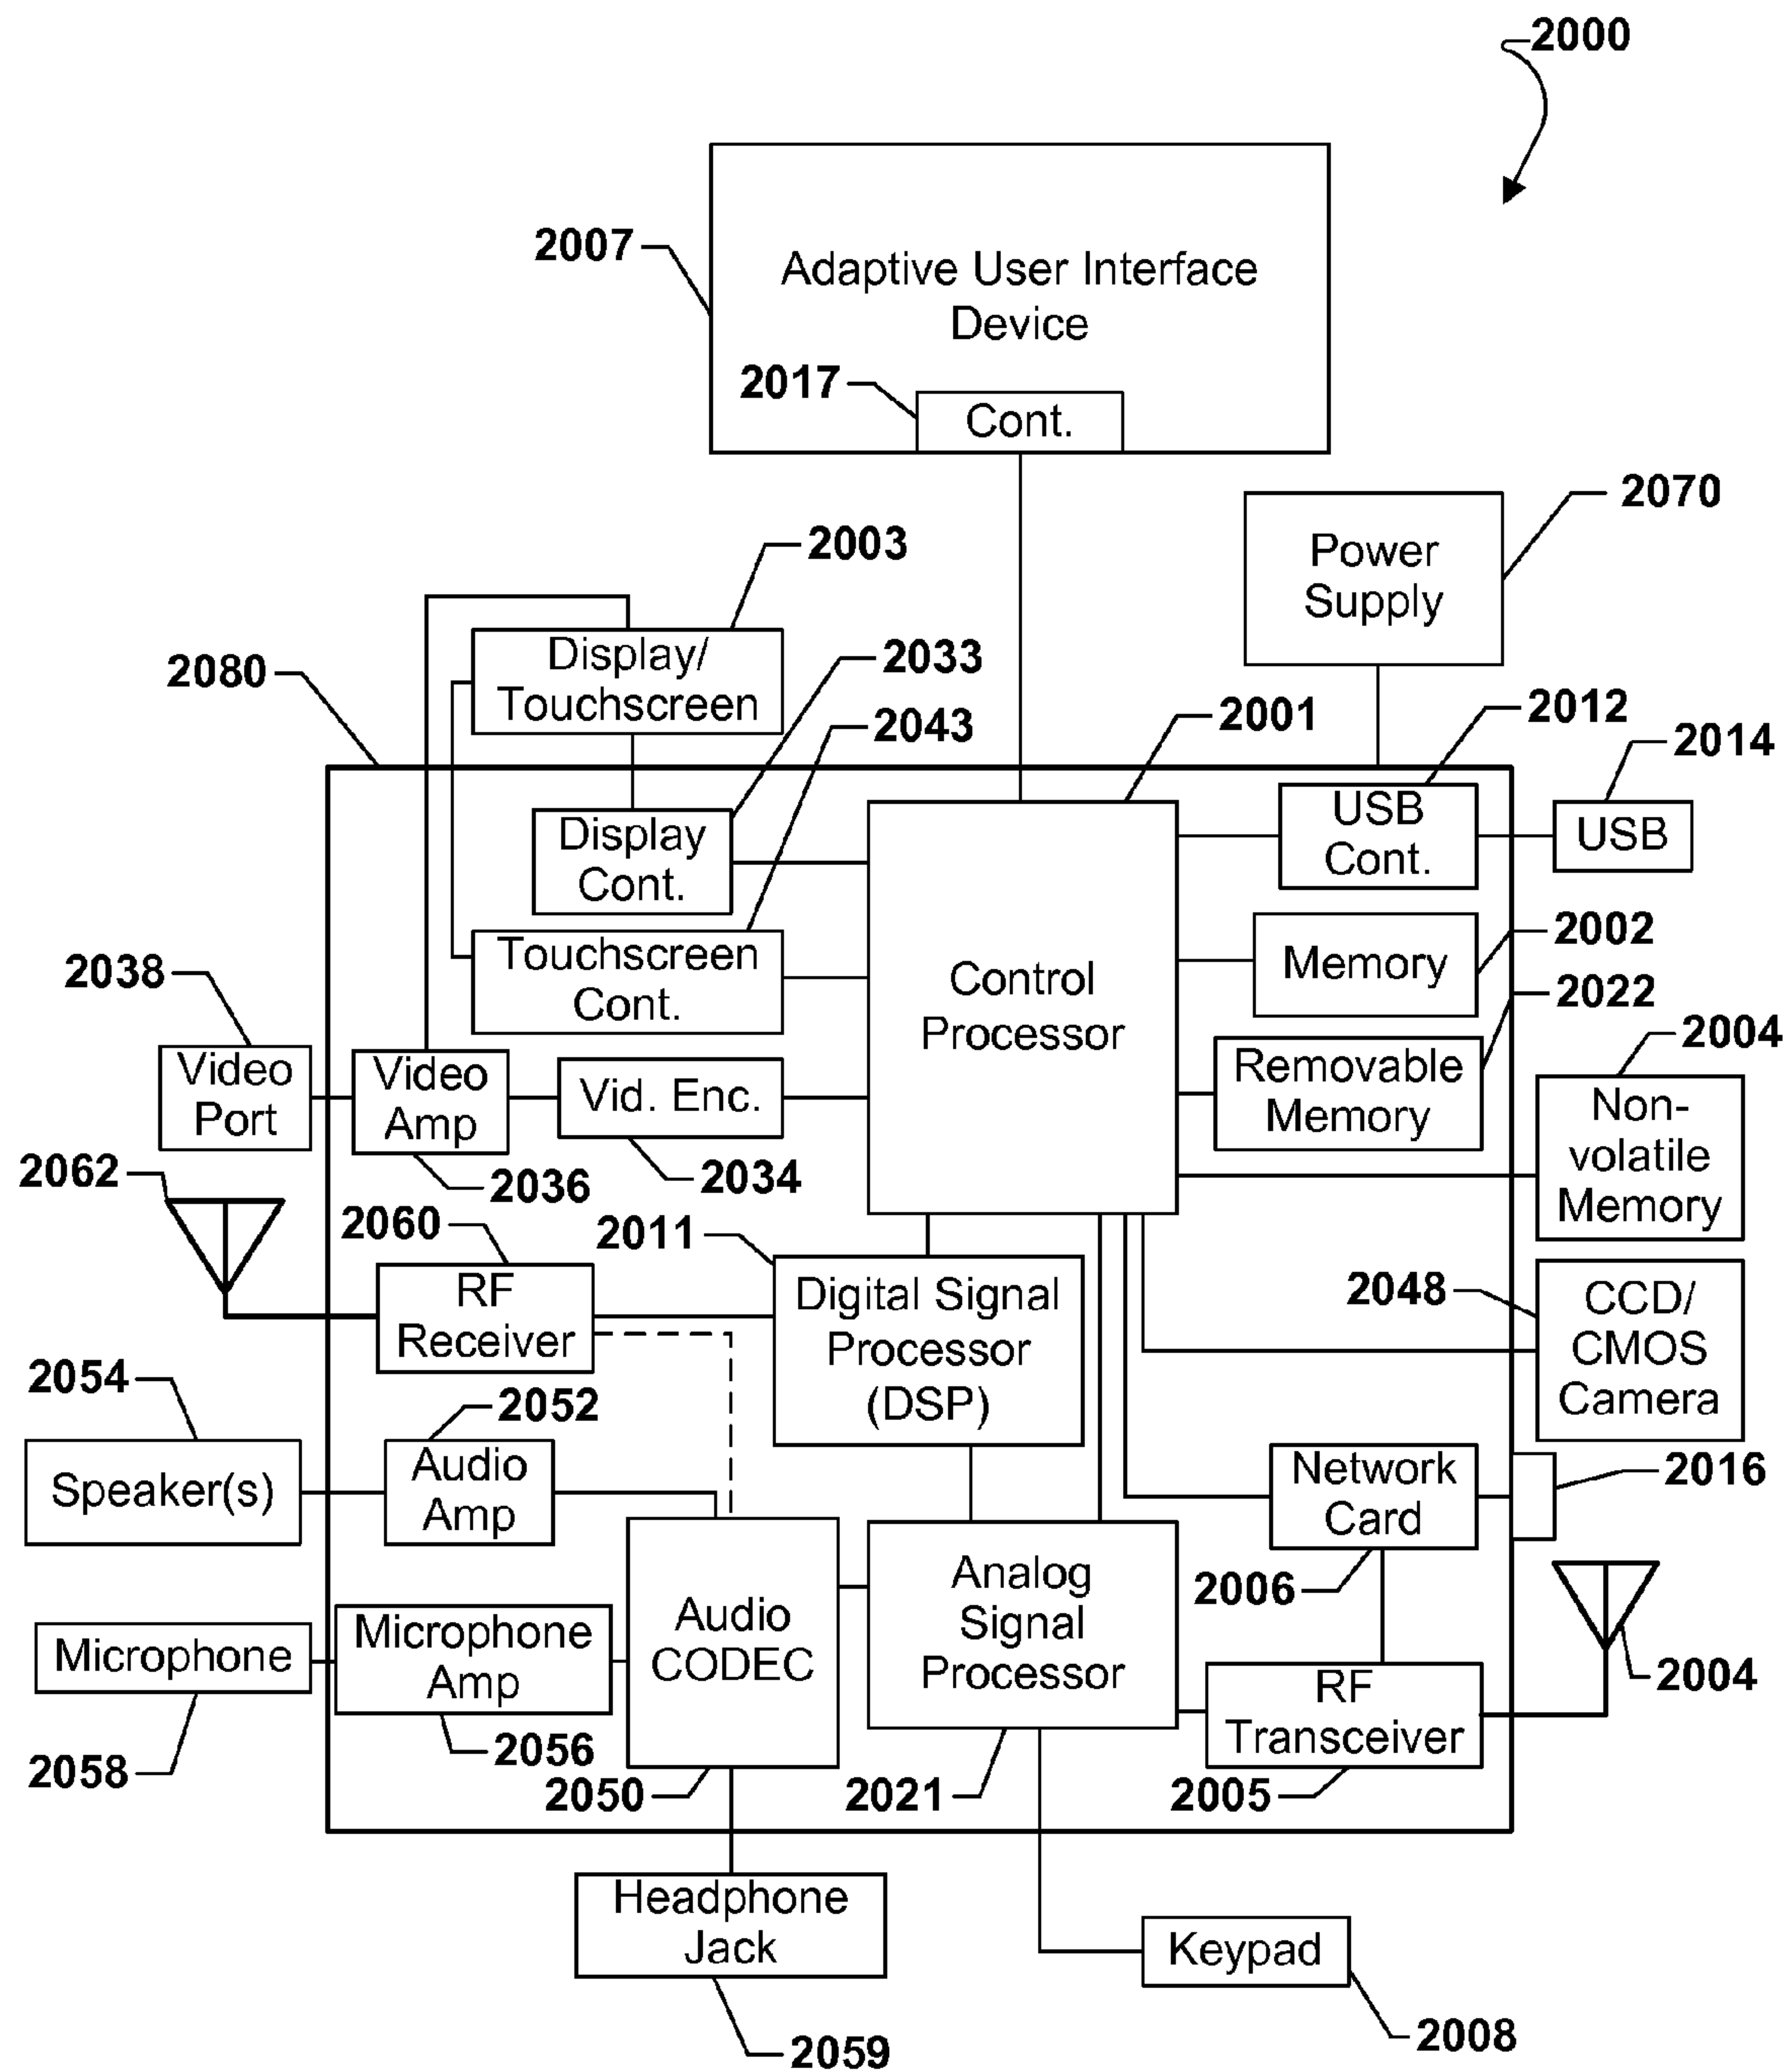 2000
2007
Adaptive User Interface
Device
2017
Cont.
2070
Power
Supply
2003
2080
Display/
Touchscreen
2033
2043
2001
2012
2014
USB
Cont.
USB
Display
Cont.
2002
Memory
Touchscreen
Cont.
Control
Processor
2022
2038
2004
Video
Port
Video
Amp
Vid. Enc.
Removable
Memory
Non-
volatile
Memory
2062
2036
2034
2060
2011
RF
Receiver
Digital Signal
Processor
(DSP)
2048
CCD/
CMOS
Camera
2054
2052
Speaker(s)
Audio
Amp
Network
Card
2016
2006
Analog
Signal
Processor
Audio
CODEC
Microphone
Microphone
Amp
2004
RF
Transceiver
2058
2056
2050
2021
2005
Headphone
Jack
Keypad
2059
2008